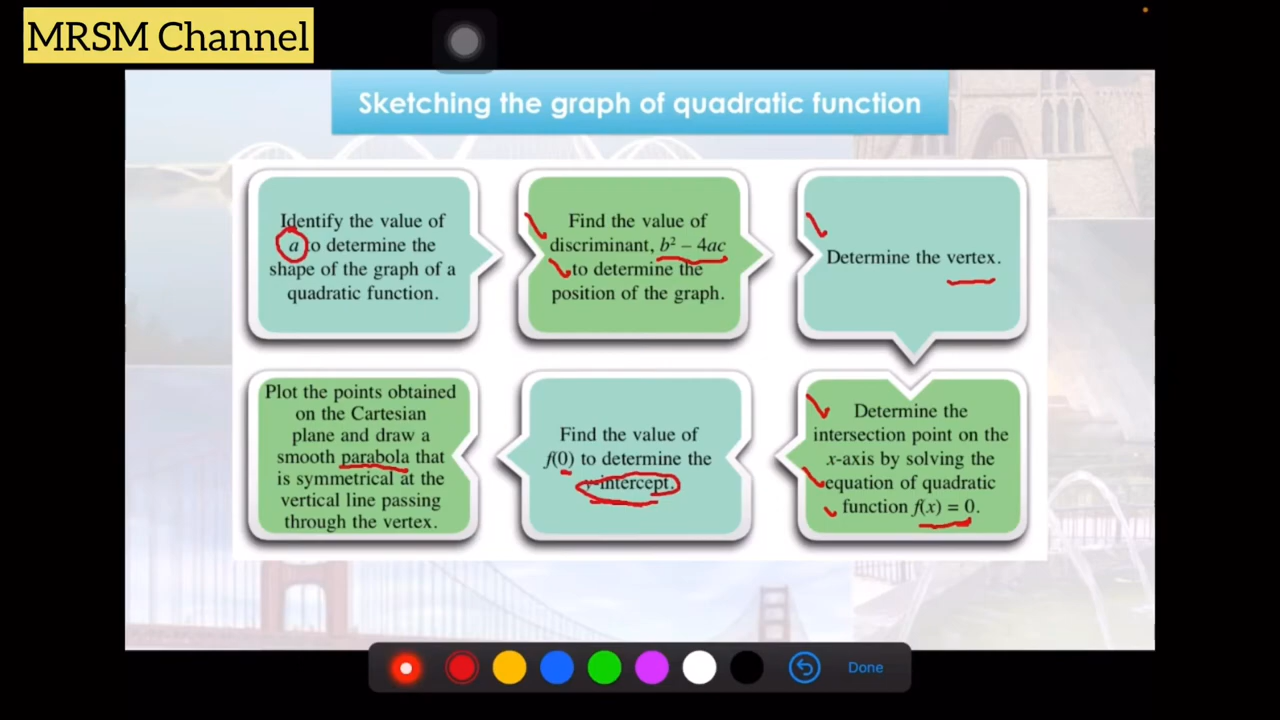 MRSM Channel
Sketching the graph of quadratic function
Identify the value of
a to determine the
shape of the graph of a
quadratic function.
Find the value of
discriminant, b² – 4ac
to determine the
position of the graph.
Determine the vertex.
Determine the
intersection point on the
x-axis by solving the
equation of quadratic
function f(x) = 0.
Find the value of
f(0) to determine the
y-intercept.
Plot the points obtained
on the Cartesian
plane and draw a
smooth parabola that
is symmetrical at the
vertical line passing
through the vertex.
Done